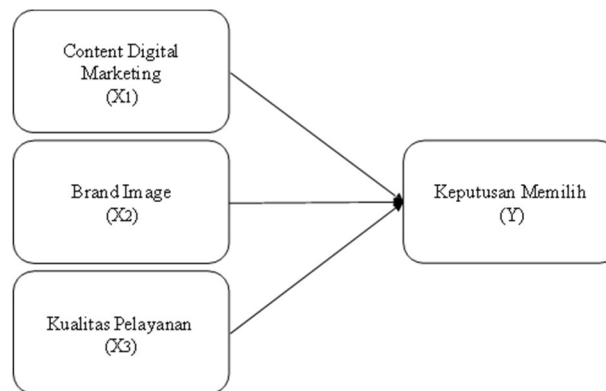 Content Digital
Marketing
(X1)
Brand Image
(X2)
Kualitas Pelayanan
(X3)
Keputusan Memilih
(Y)